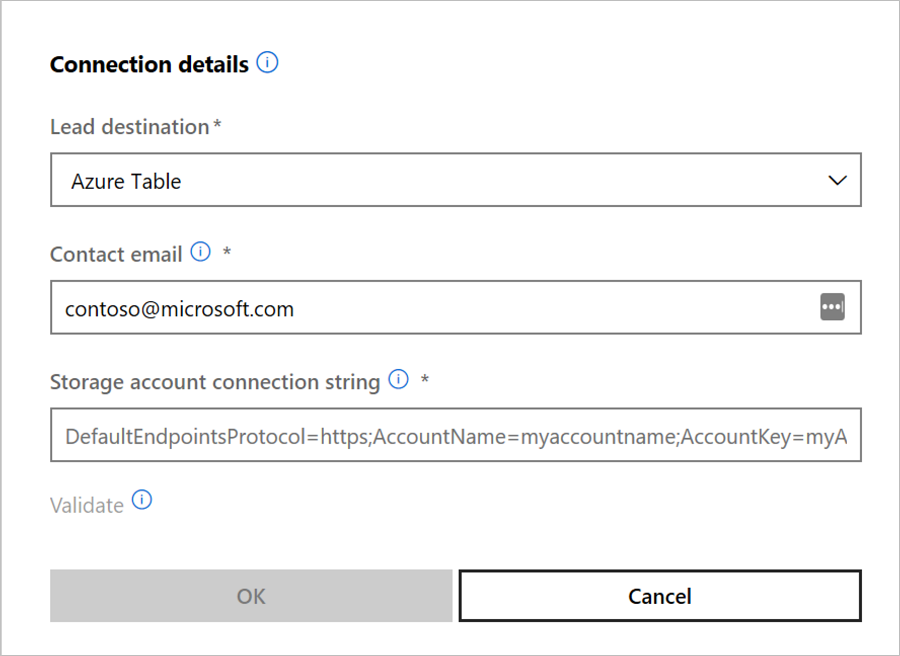 Connection details
Lead destination *
Azure Table
Contact email *
contoso@microsoft.com
Storage account connection string *
DefaultEndpointsProtocol=https;AccountName=myaccountname;AccountKey=myA
Validate
OK Cancel